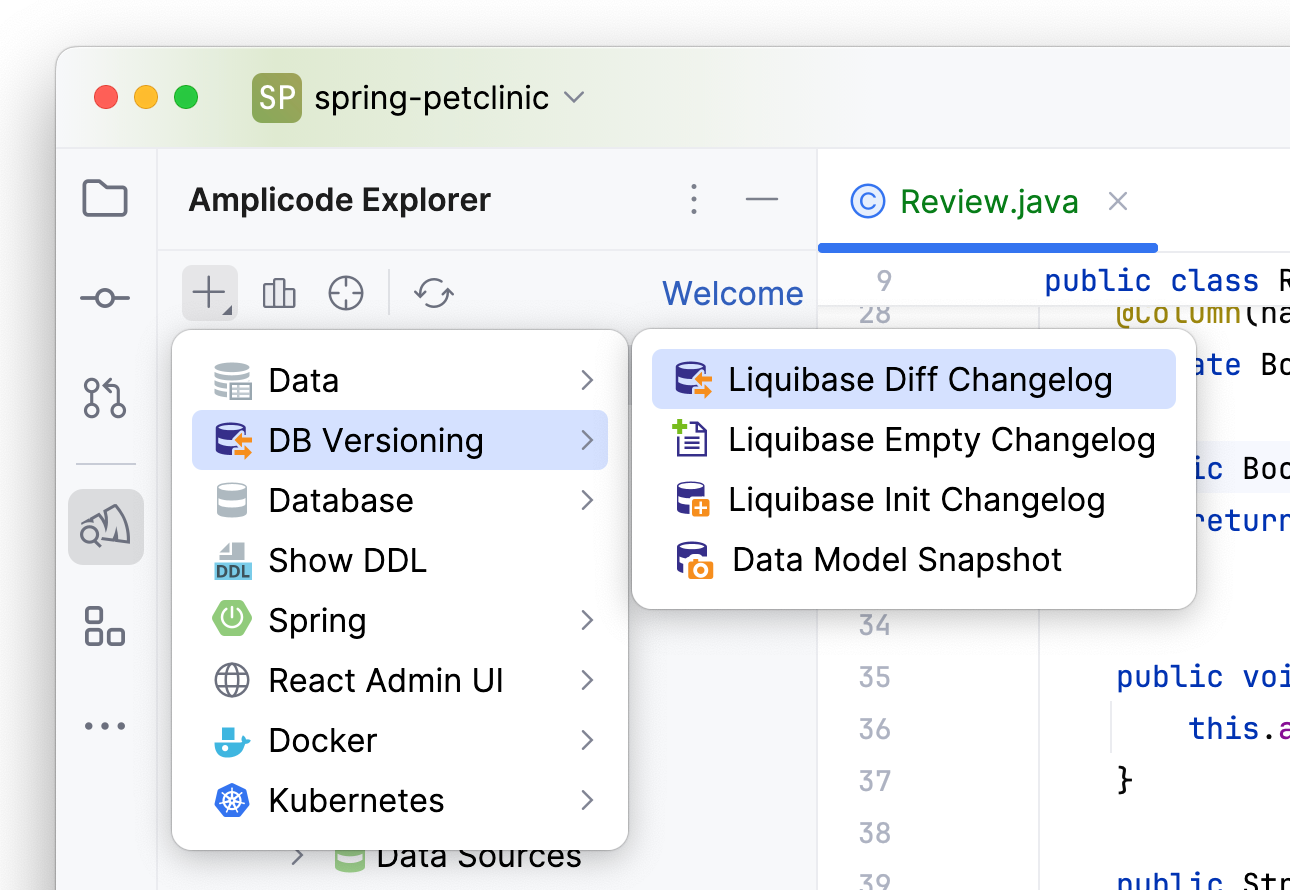 SP spring-petclinic
Amplicode Explorer
Review.java
Welcome
9 public class R
28 @Column(na
Data
DB Versioning
Database
Show DDL
DDL
Spring
React Admin UI
Docker
Kubernetes
Data Sources
Liquibase Diff Changelog
Liquibase Empty Changelog
Liquibase Init Changelog
Data Model Snapshot
ate Bo
ic Boo
return
34
35 public voi
36 this.a
37 }
38
39 public Str